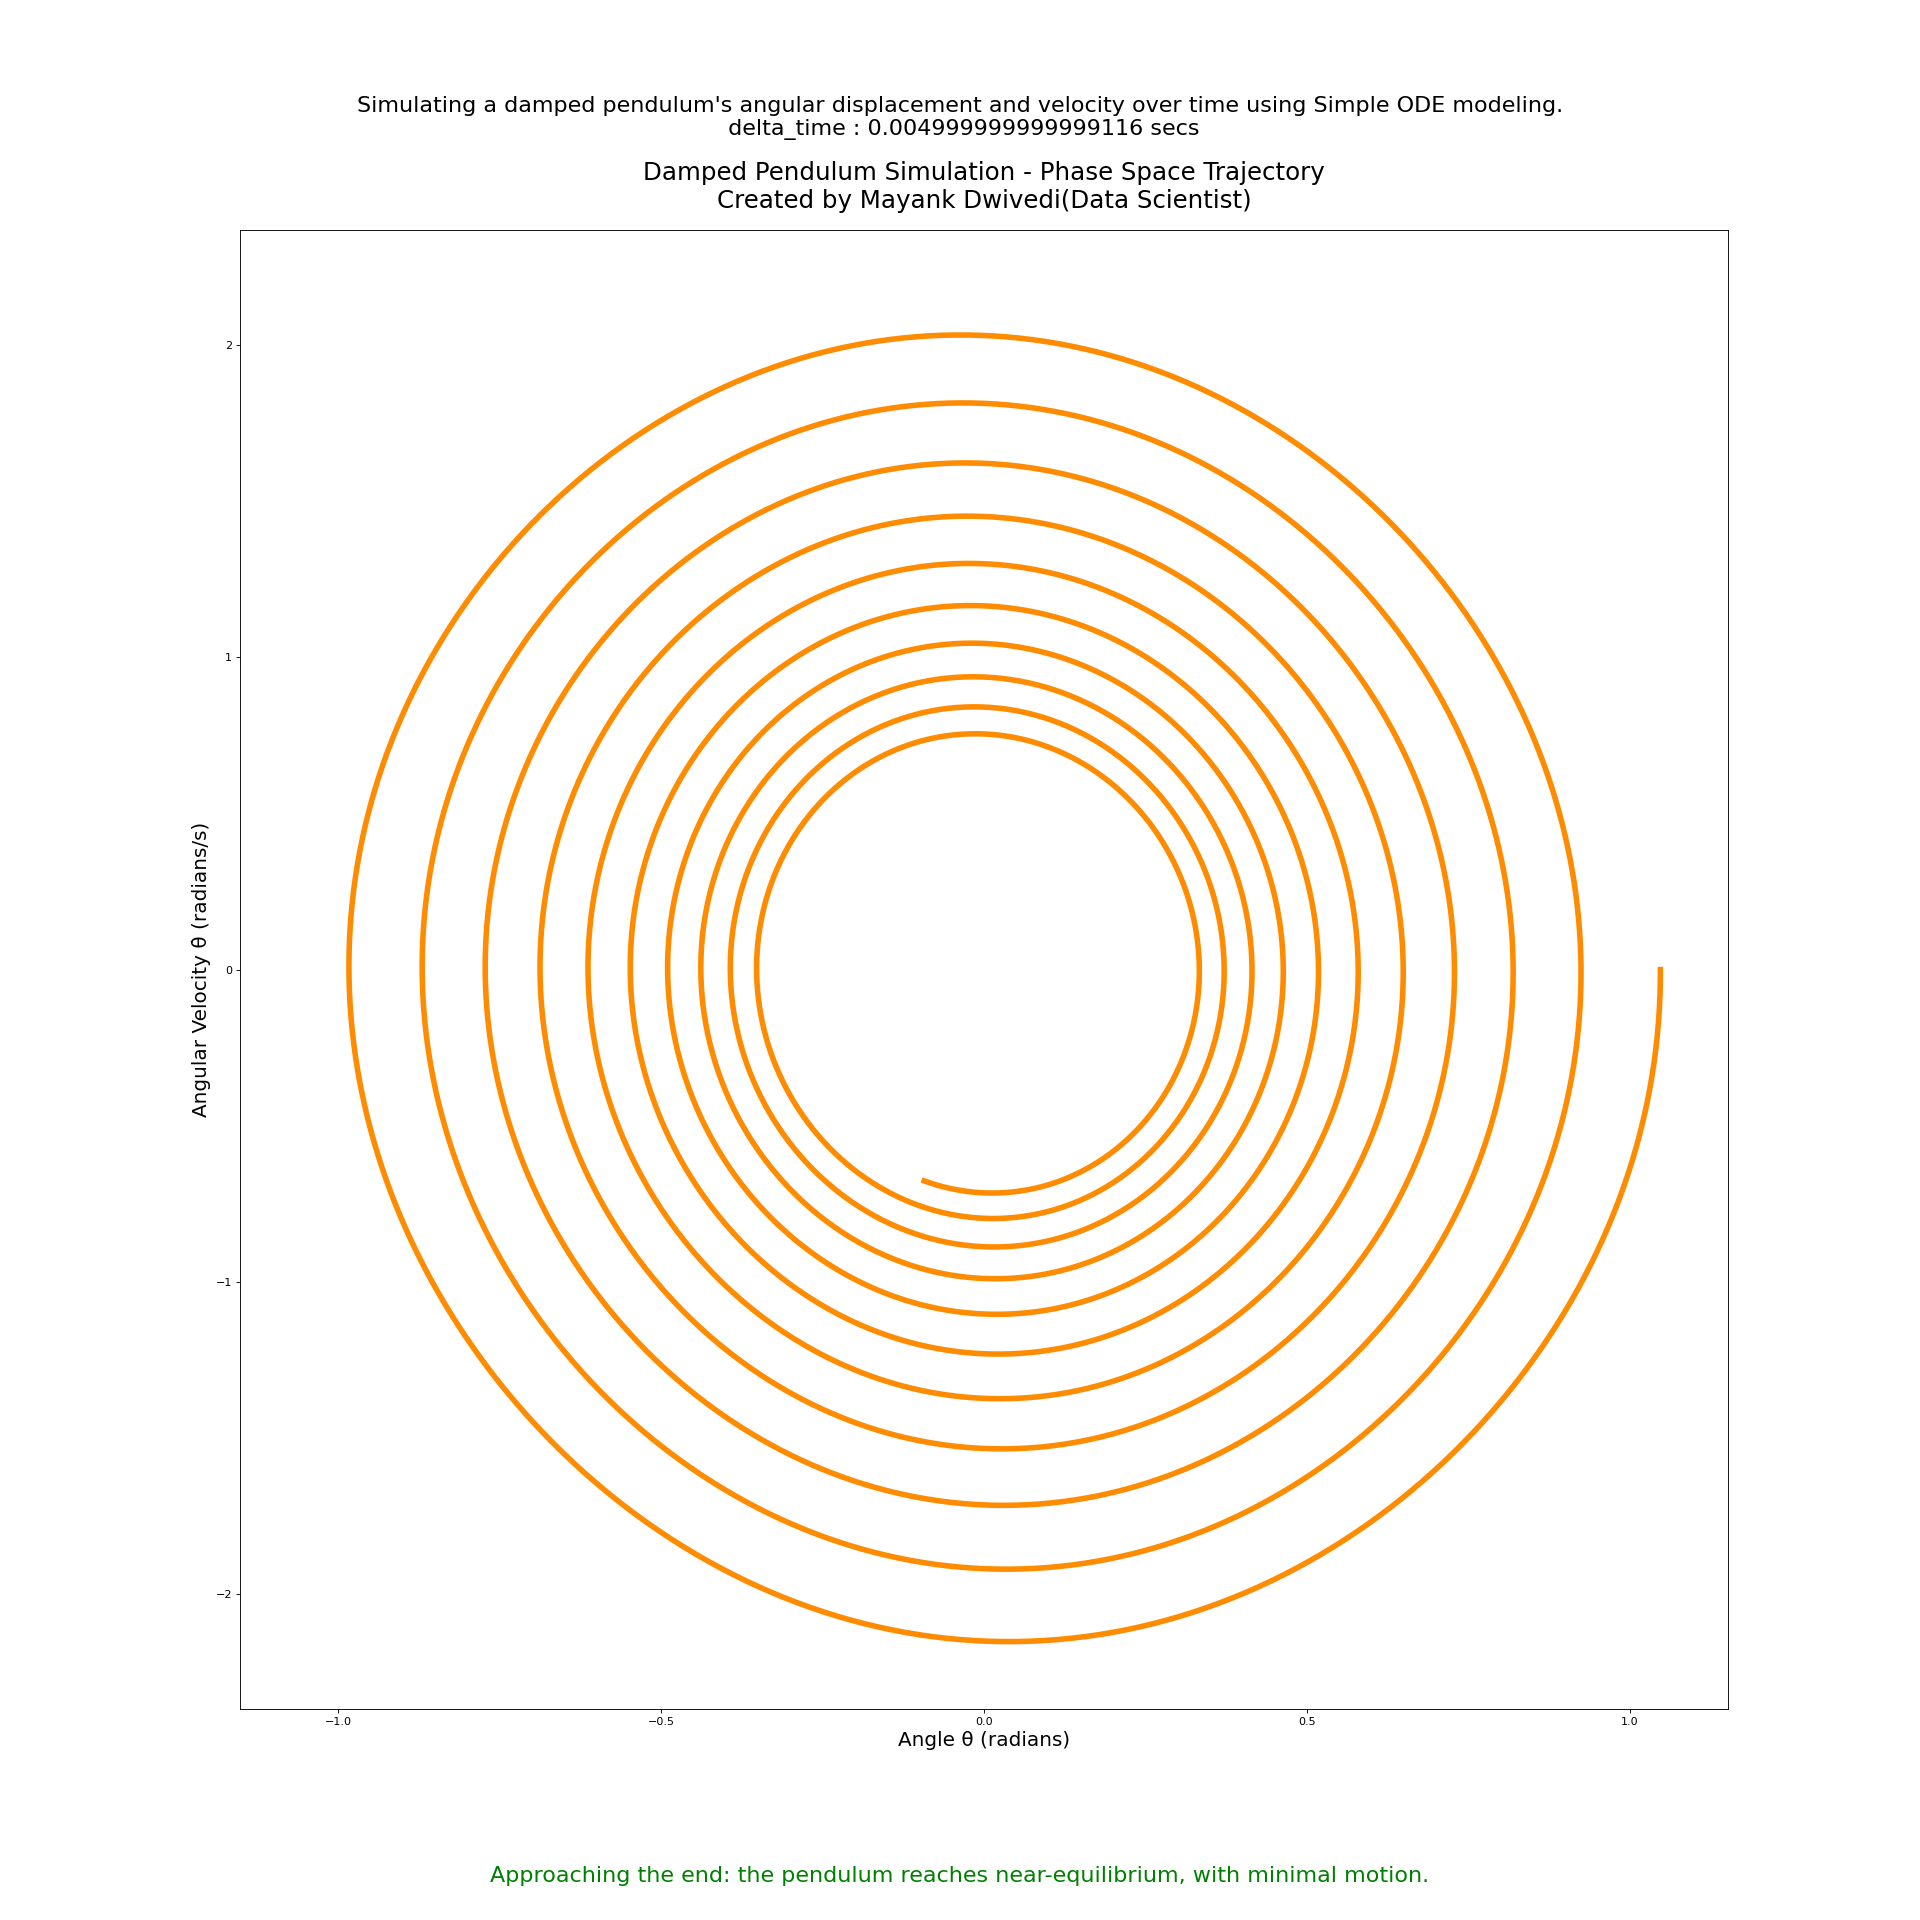 Simulating a damped pendulum's angular displacement and velocity over time using Simple ODE modeling.
delta_time : 0.004999999999999116 secs
Damped Pendulum Simulation - Phase Space Trajectory
Created by Mayank Dwivedi(Data Scientist)
2
1
0
−1
−2
Angular Velocity θ (radians/s)
−1.0
−0.5
0.0
0.5
1.0
Angle θ (radians)
Approaching the end: the pendulum reaches near-equilibrium, with minimal motion.